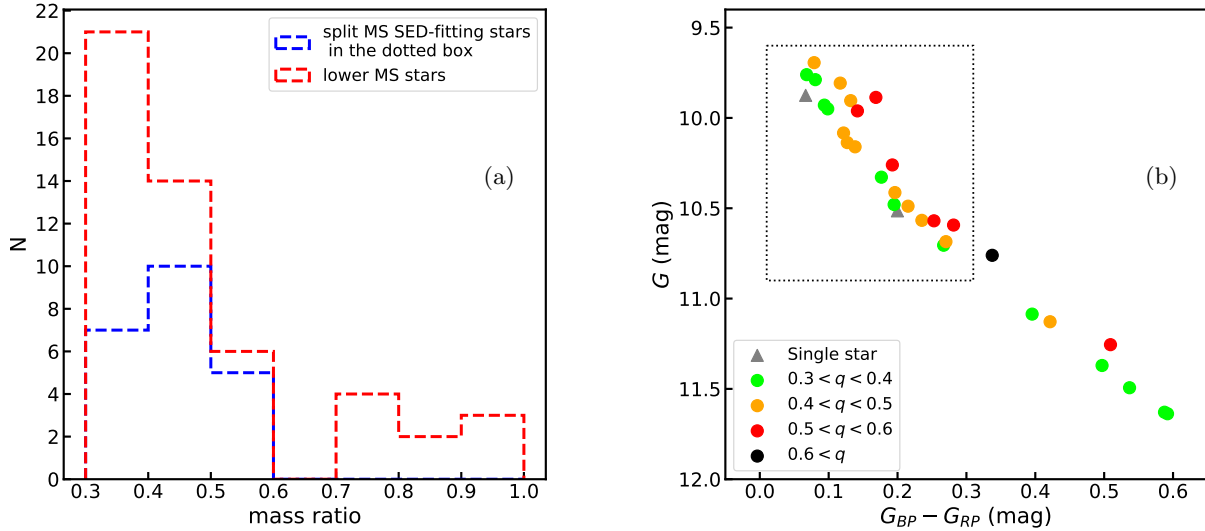 22
20
18
16
14
12
10
8
6
4
2
0
N
split MS SED-fitting stars
in the dotted box
lower MS stars
(a)
0.3 0.4 0.5 0.6 0.7 0.8 0.9 1.0
mass ratio
9.5
10.0
10.5
11.0
11.5
12.0
G (mag)
(b)
Single star
0.3 < q < 0.4
0.4 < q < 0.5
0.5 < q < 0.6
0.6 < q
0.0 0.1 0.2 0.3 0.4 0.5 0.6
G_{BP} − G_{RP} (mag)